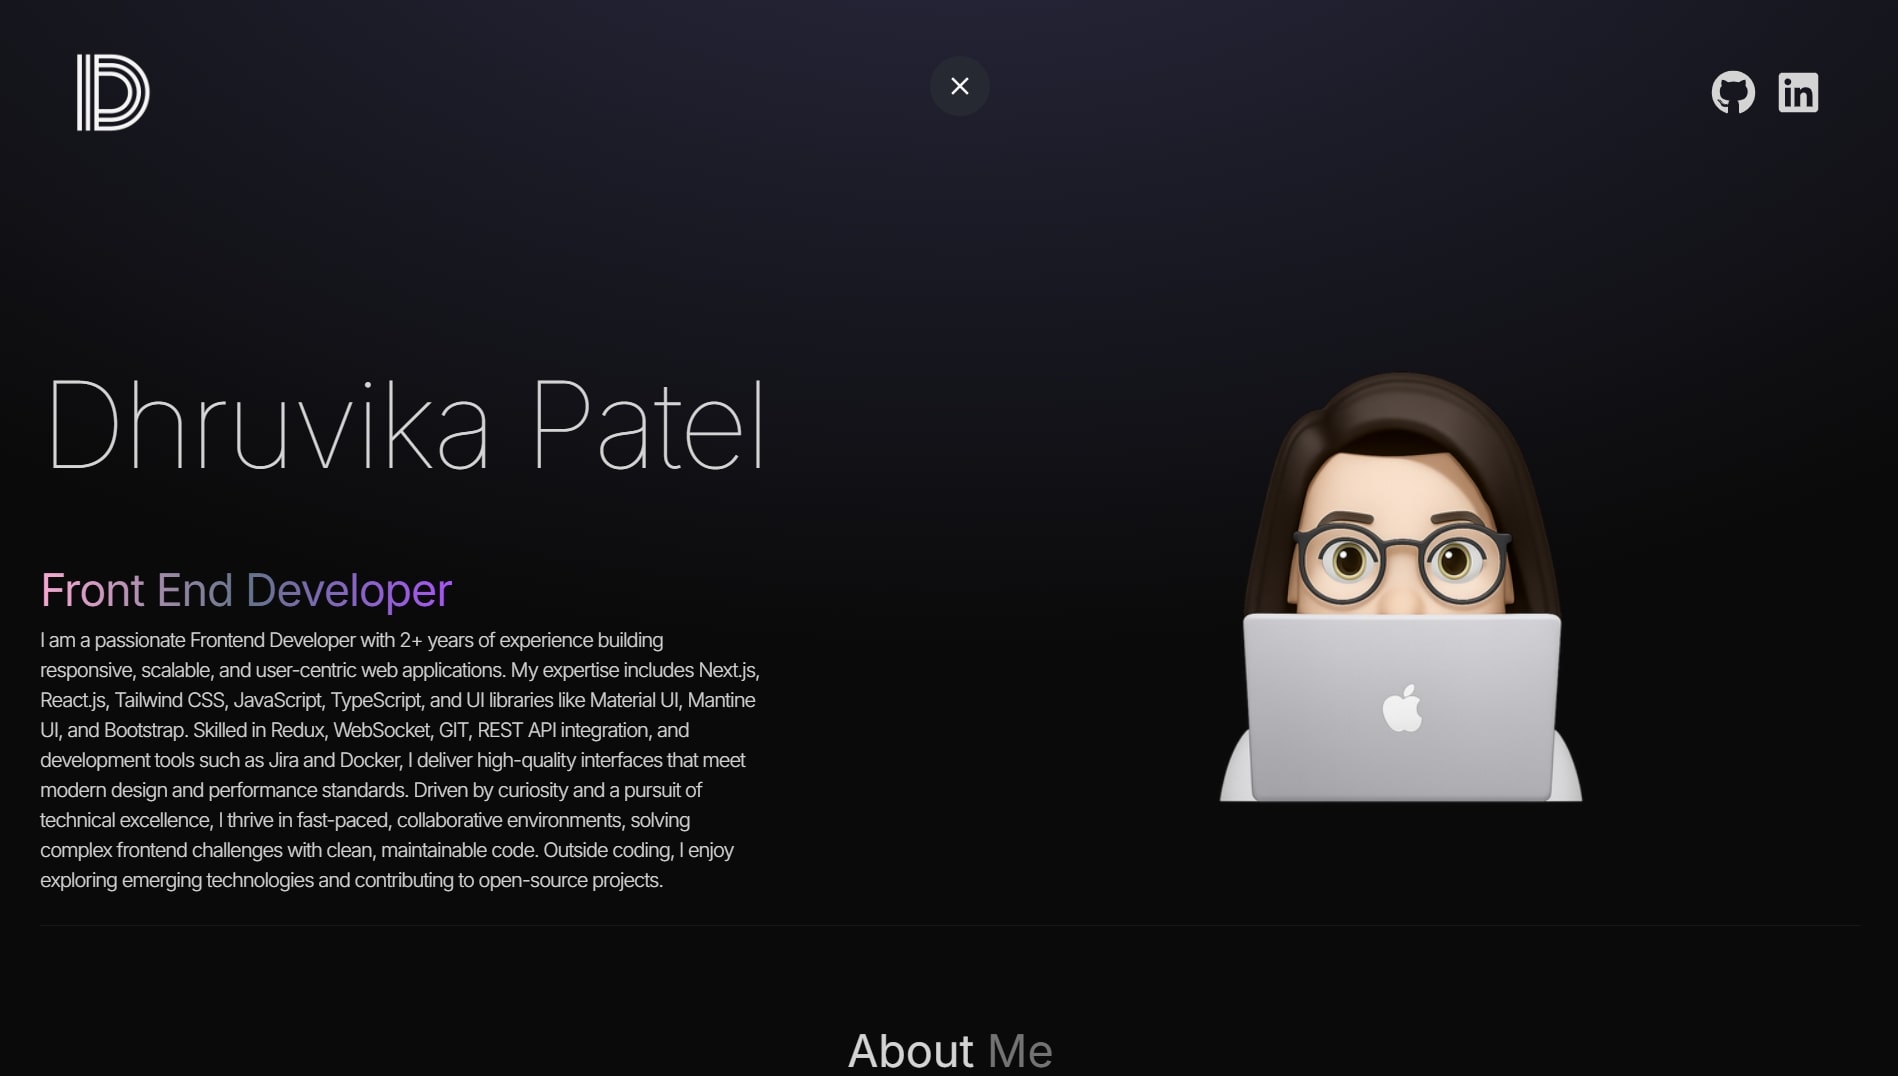 D
Dhruvika Patel
Front End Developer
I am a passionate Frontend Developer with 2+ years of experience building
responsive, scalable, and user-centric web applications. My expertise includes Next.js,
React.js, Tailwind CSS, JavaScript, TypeScript, and UI libraries like Material UI, Mantine
UI, and Bootstrap. Skilled in Redux, WebSocket, GIT, REST API integration, and
development tools such as Jira and Docker, I deliver high-quality interfaces that meet
modern design and performance standards. Driven by curiosity and a pursuit of
technical excellence, I thrive in fast-paced, collaborative environments, solving
complex frontend challenges with clean, maintainable code. Outside coding, I enjoy
exploring emerging technologies and contributing to open-source projects.
About Me